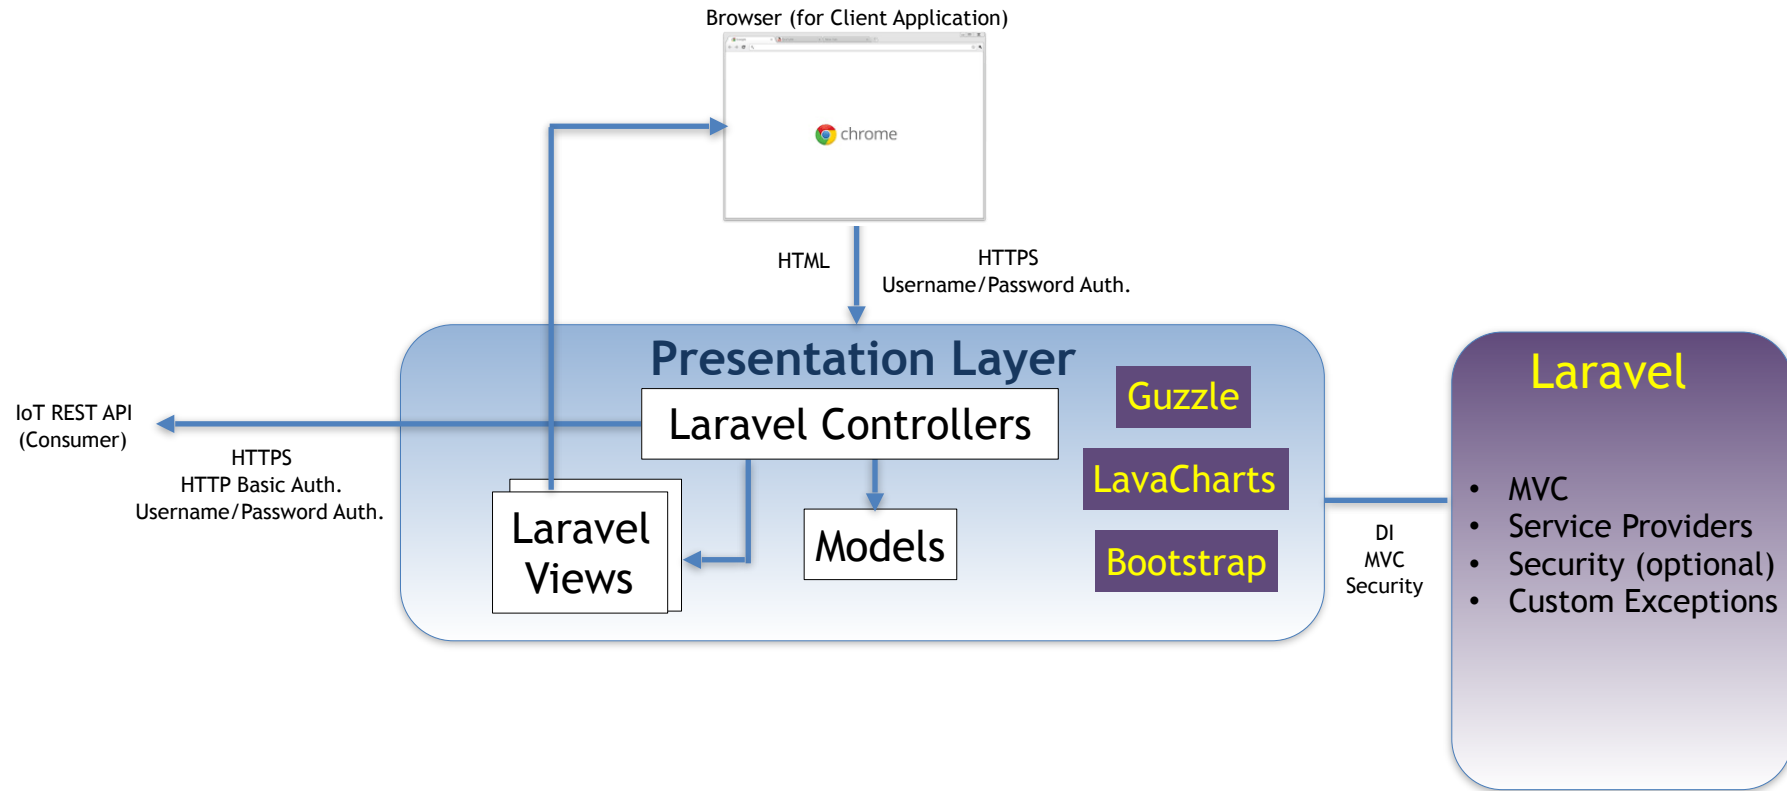 Browser (for Client Application)
chrome
HTML
HTTPS
Username/Password Auth.
Presentation Layer
Laravel Controllers
Guzzle
LavaCharts
Bootstrap
Laravel
Views
Models
IoT REST API
(Consumer)
HTTPS
HTTP Basic Auth.
Username/Password Auth.
DI
MVC
Security
Laravel
• MVC
• Service Providers
• Security (optional)
• Custom Exceptions